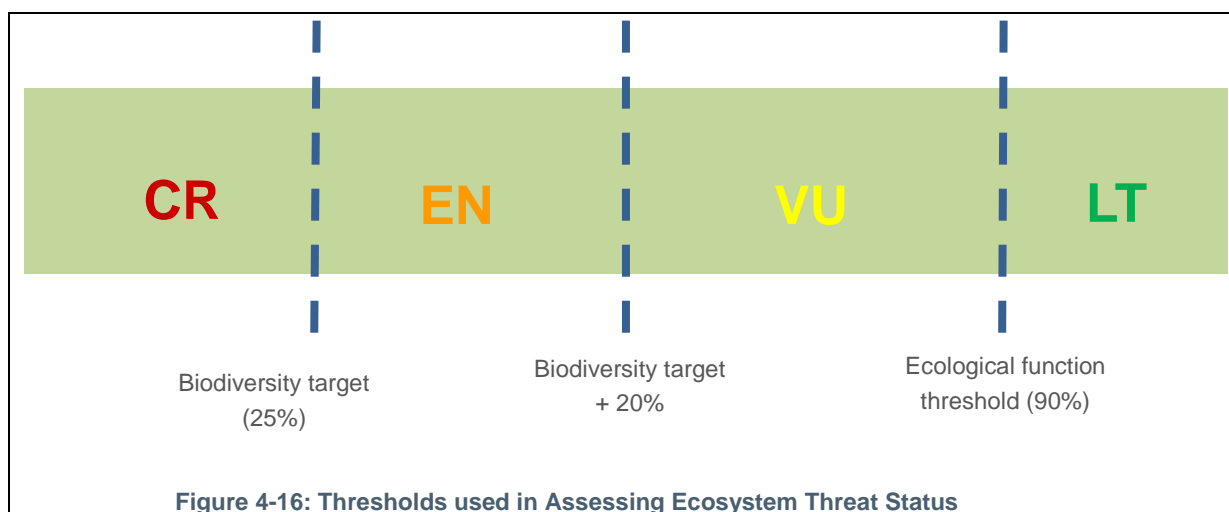 CR
EN
VU
LT
Biodiversity target
(25%)
Biodiversity target
+ 20%
Ecological function
threshold (90%)
Figure 4-16: Thresholds used in Assessing Ecosystem Threat Status